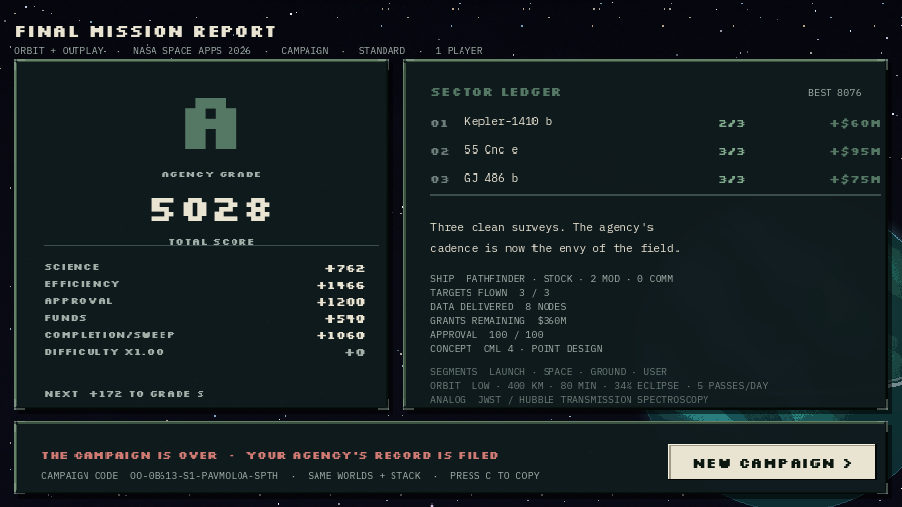 FINAL MISSION REPORT
ORBIT + OUTPLAY · NASA SPACE APPS 2026 · CAMPAIGN · STANDARD · 1 PLAYER
A
AGENCY GRADE
5028
TOTAL SCORE
SCIENCE +762
EFFICIENCY +1466
APPROVAL +1200
FUNDS +540
COMPLETION/SWEEP +1060
DIFFICULTY X1.00 +0
NEXT +172 TO GRADE S
SECTOR LEDGER BEST 8076
01 Kepler-1410 b 2/3 +$60M
02 55 Cnc e 3/3 +$95M
03 GJ 486 b 3/3 +$75M
Three clean surveys. The agency's
cadence is now the envy of the field.
SHIP PATHFINDER · STOCK · 2 MOD · 0 COMM
TARGETS FLOWN 3 / 3
DATA DELIVERED 8 NODES
GRANTS REMAINING $360M
APPROVAL 100 / 100
CONCEPT CML 4 · POINT DESIGN
SEGMENTS LAUNCH · SPACE · GROUND · USER
ORBIT LOW · 400 KM · 80 MIN · 34% ECLIPSE · 5 PASSES/DAY
ANALOG JWST / HUBBLE TRANSMISSION SPECTROSCOPY
THE CAMPAIGN IS OVER · YOUR AGENCY'S RECORD IS FILED
CAMPAIGN CODE OO-0B613-S1-PAVMOLOA-SPTH · SAME WORLDS + STACK · PRESS C TO COPY
NEW CAMPAIGN >